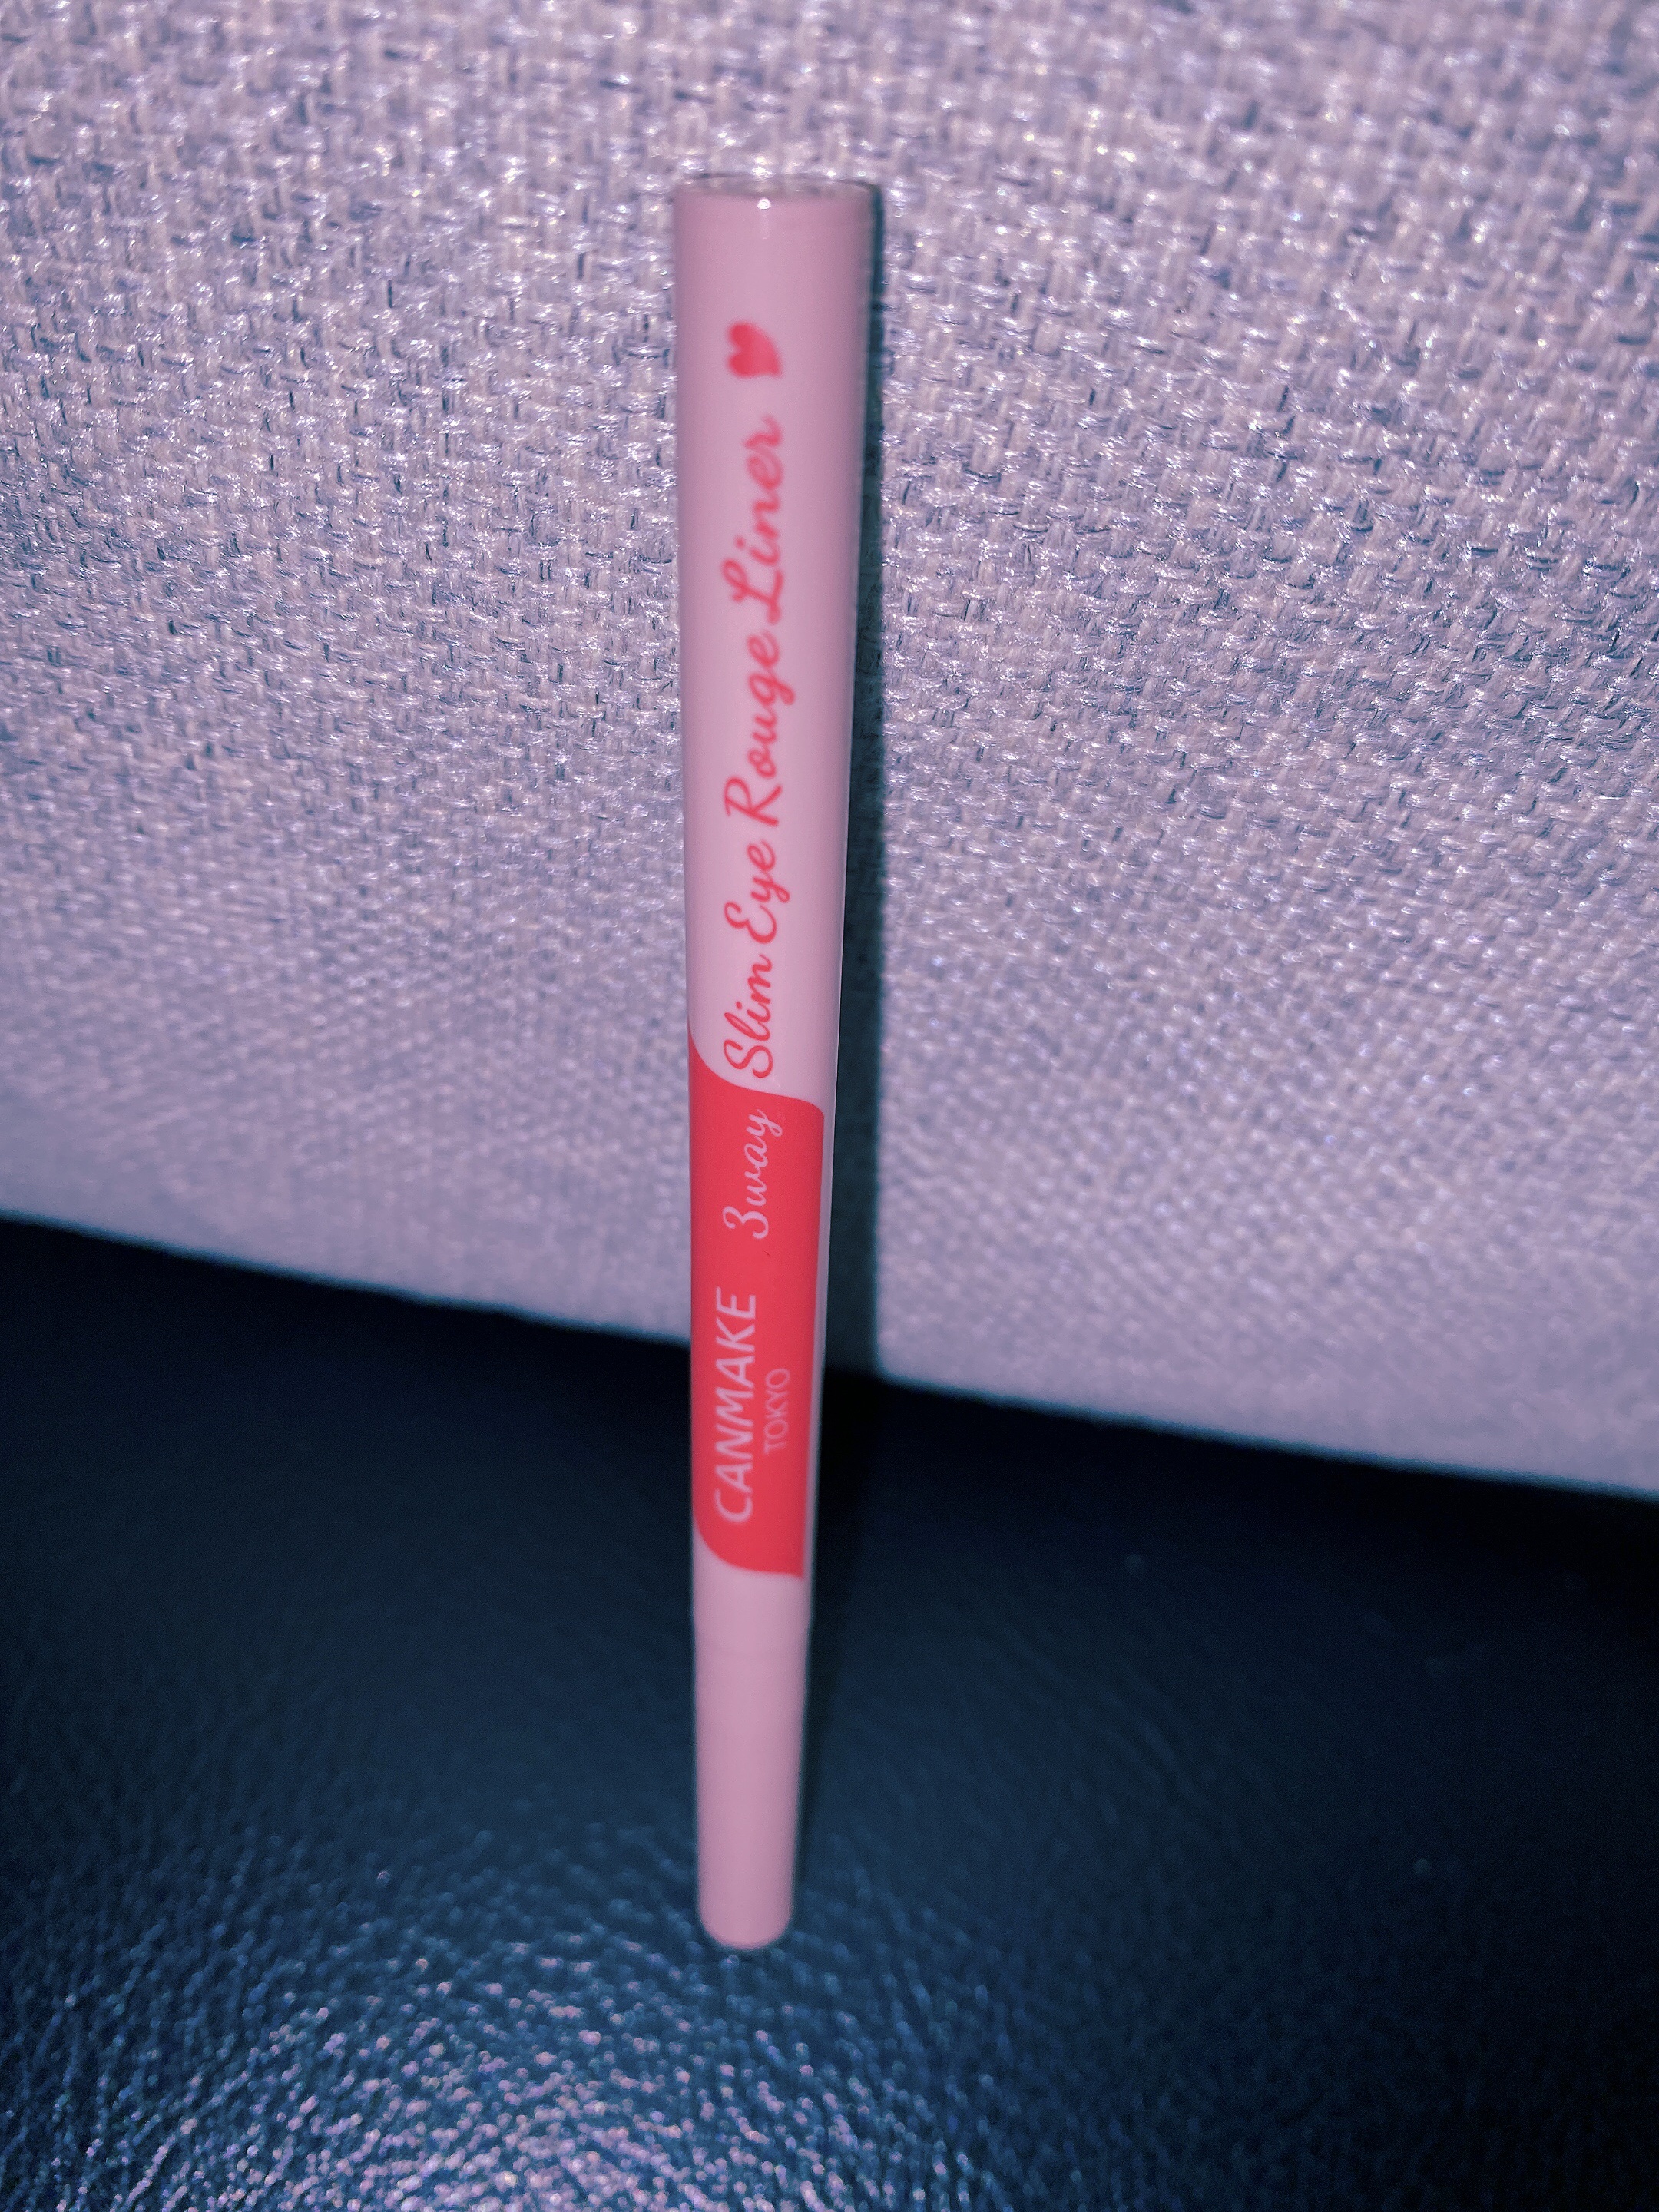 CANMAKE
TOKYO
3way
Slim Eye Rouge Liner